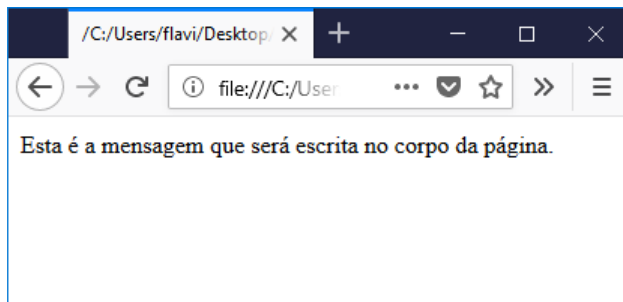 /C:/Users/flavi/Desktop/
file:///C:/User
Esta é a mensagem que será escrita no corpo da página.